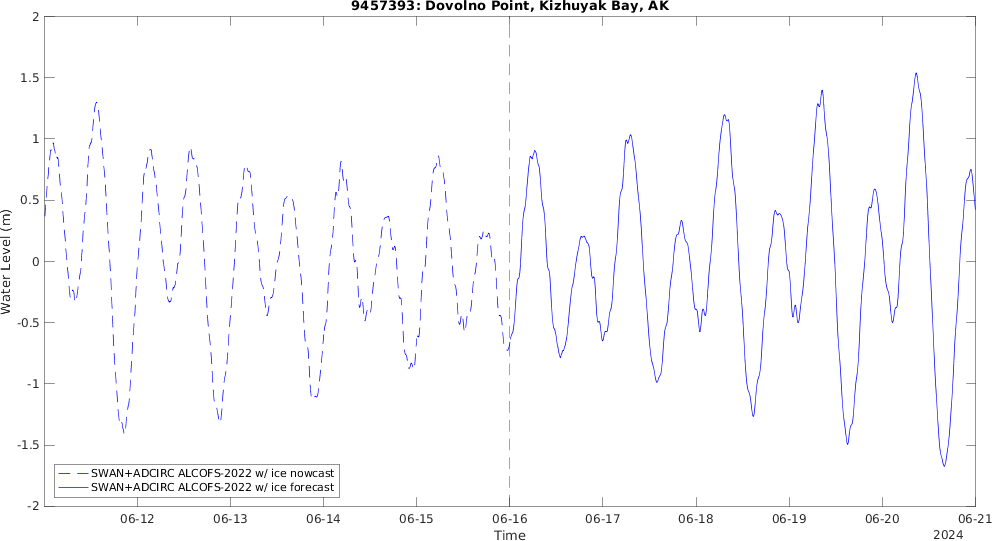 9457393: Dovolno Point, Kizhuyak Bay, AK
2
1.5
1
0.5
0
-0.5
-1
-1.5
-2
Water Level (m)
SWAN+ADCIRC ALCOFS-2022 w/ ice nowcast
SWAN+ADCIRC ALCOFS-2022 w/ ice forecast
06-12 06-13 06-14 06-15 06-16 06-17 06-18 06-19 06-20 06-21
Time
2024